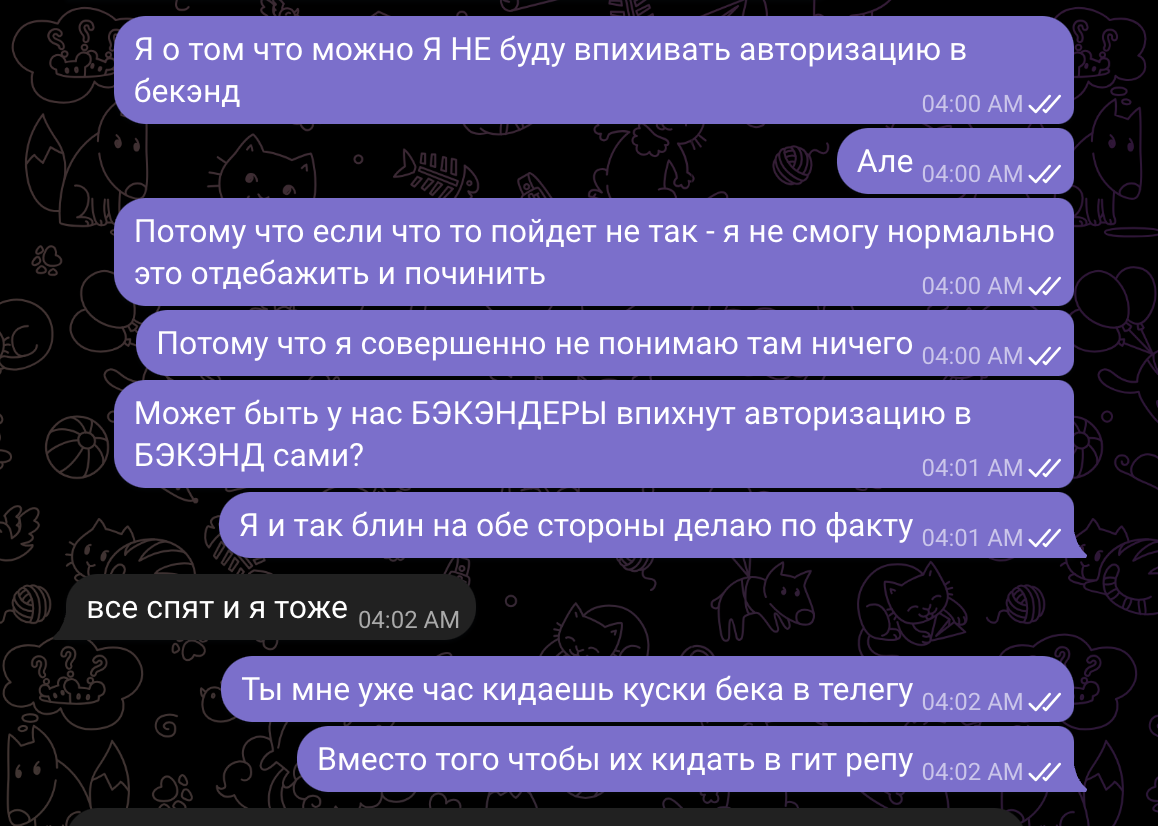 Я о том что можно Я НЕ буду впихивать авторизацию в
бекэнд
04:00 AM
Але 04:00 AM
Потому что если что то пойдет не так - я не смогу нормально
это отдебажить и починить
04:00 AM
Потому что я совершенно не понимаю там ничего 04:00 AM
Может быть у нас БЭКЭНДЕРЫ впихнут авторизацию в
БЭКЭНД сами?
04:01 AM
Я и так блин на обе стороны делаю по факту 04:01 AM
все спят и я тоже 04:02 AM
Ты мне уже час кидаешь куски бека в телегу 04:02 AM
Вместо того чтобы их кидать в гит репу 04:02 AM